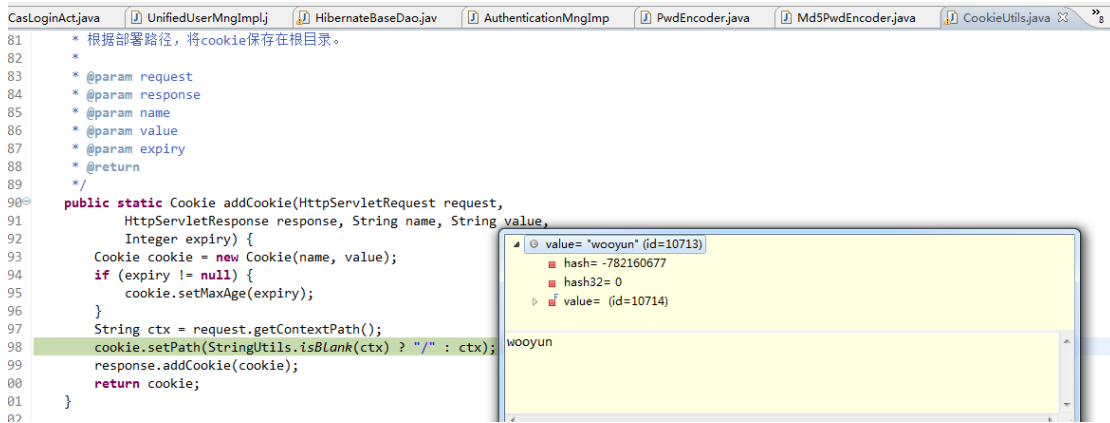 CasLoginAct.java UnifiedUserMngImpl.j HibernateBaseDao.jav AuthenticationMngImp PwdEncoder.java Md5PwdEncoder.java CookieUtils.java »8
81 * 根据部署路径，将cookie保存在根目录。
82 *
83 * @param request
84 * @param response
85 * @param name
86 * @param value
87 * @param expiry
88 * @return
89 */
90 public static Cookie addCookie(HttpServletRequest request,
91 HttpServletResponse response, String name, String value,
92 Integer expiry) {
93 Cookie cookie = new Cookie(name, value);
94 if (expiry != null) {
95 cookie.setMaxAge(expiry);
96 }
97 String ctx = request.getContextPath();
98 cookie.setPath(StringUtils.isBlank(ctx) ? "/" : ctx);
99 response.addCookie(cookie);
00 return cookie;
01 }
02
value= "wooyun" (id=10713)
hash= -782160677
hash32= 0
value= (id=10714)
wooyun